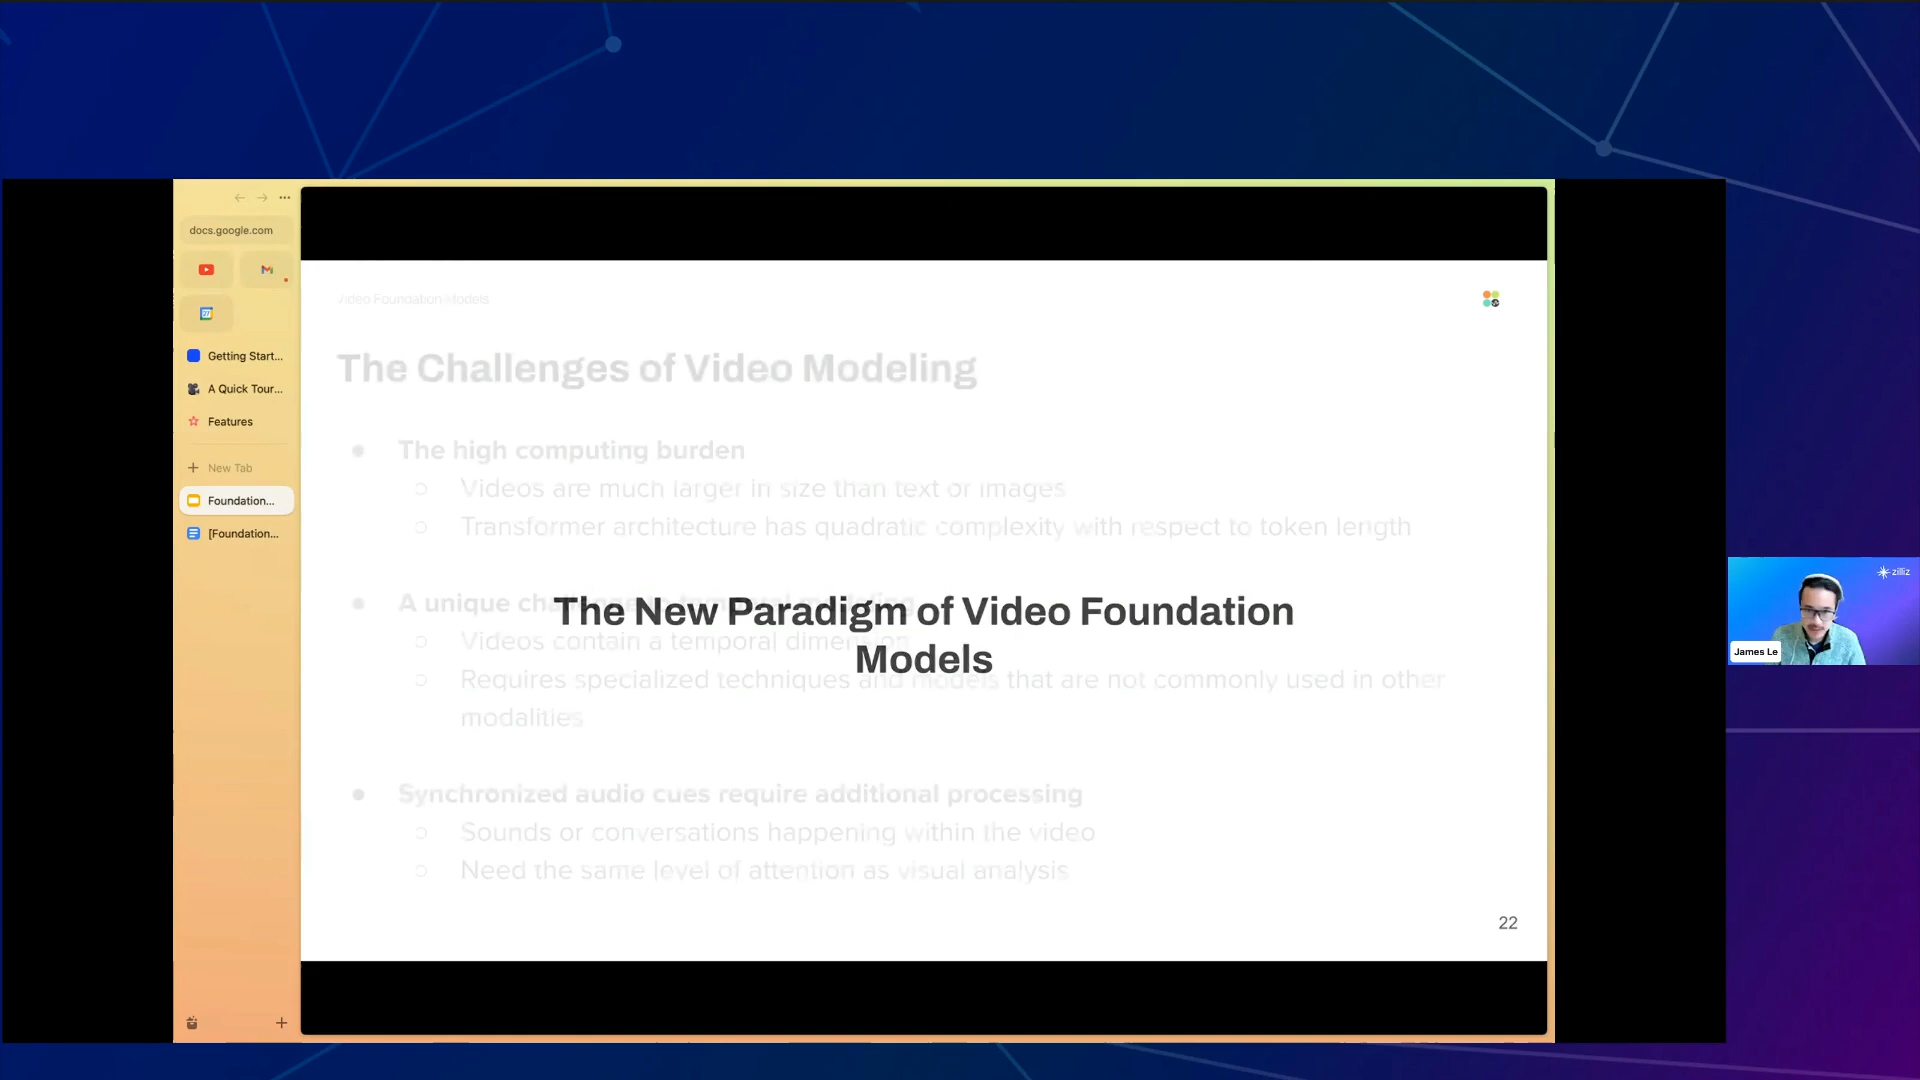 docs.google.com
Getting Start...
A Quick Tour...
Features
New Tab
Foundation...
[Foundation...
Video Foundation Models
The Challenges of Video Modeling
The high computing burden
Videos are much larger in size than text or images
Transformer architecture has quadratic complexity with respect to token length
A unique challenge to temporal modeling
Videos contain a temporal dimension
Requires specialized techniques and models that are not commonly used in other
modalities
The New Paradigm of Video Foundation
Models
Synchronized audio cues require additional processing
Sounds or conversations happening within the video
Need the same level of attention as visual analysis
22
zilliz
James Le